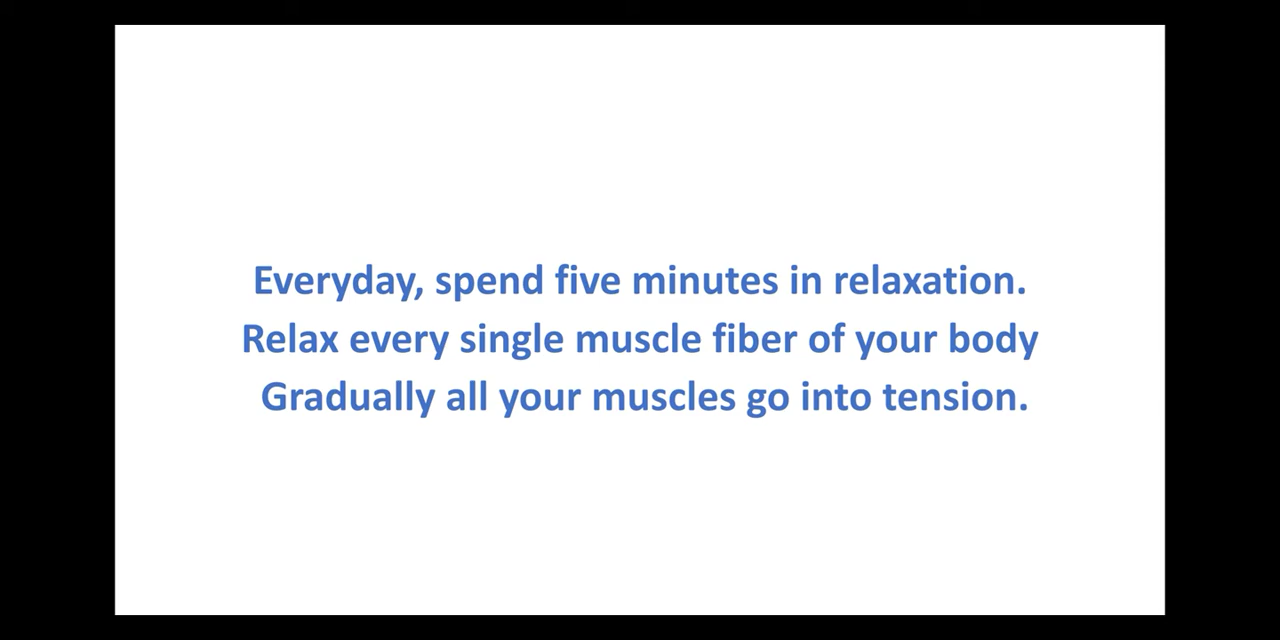 Everyday, spend five minutes in relaxation.
Relax every single muscle fiber of your body
Gradually all your muscles go into tension.